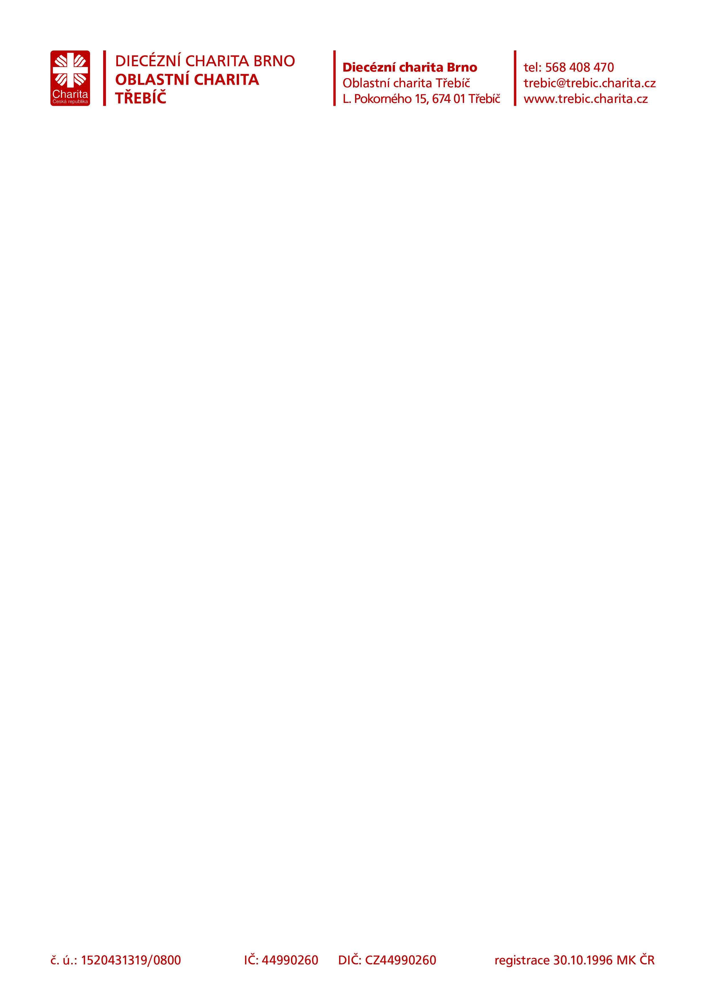 Charita
Česká republika
DIECÉZNÍ CHARITA BRNO
OBLASTNÍ CHARITA
TŘEBÍČ
Diecézní charita Brno
Oblastní charita Třebíč
L. Pokorného 15, 674 01 Třebíč
tel: 568 408 470
trebic@trebic.charita.cz
www.trebic.charita.cz
č. ú.: 1520431319/0800
IČ: 44990260
DIČ: CZ44990260
registrace 30.10.1996 MK ČR